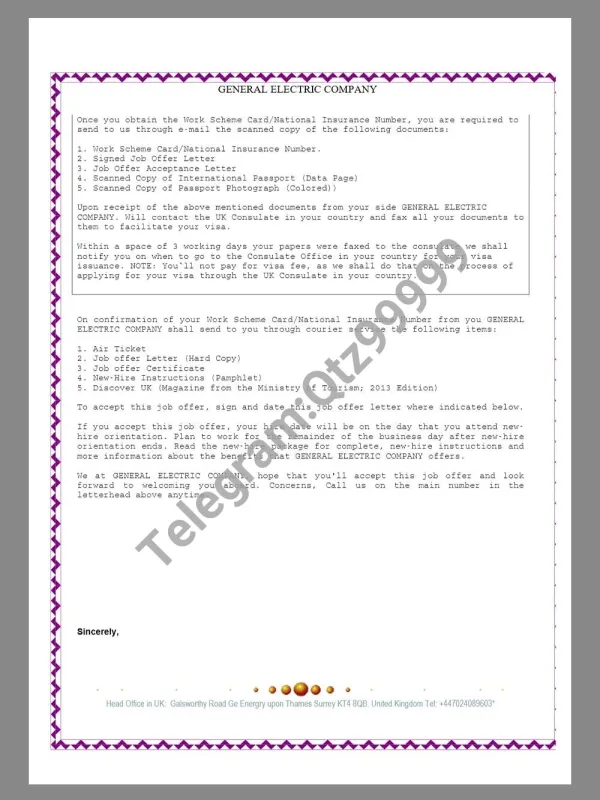 GENERAL ELECTRIC COMPANY
Once you obtain the Work Scheme Card/National Insurance Number, you are required to
send to us through e-mail the scanned copy of the following documents:
1. Work Scheme Card/National Insurance Number.
2. Signed Job Offer Letter
3. Job Offer Acceptance Letter
4. Scanned Copy of International Passport (Data Page)
5. Scanned Copy of Passport Photograph (Colored))
Upon receipt of the above mentioned documents from your side GENERAL ELECTRIC
COMPANY. Will contact the UK Consulate in your country and fax all your documents to
them to facilitate your visa.
Within a space of 3 working days your papers were faxed to the consulate we shall
notify you on when to go to the Consulate Office in your country for your visa
issuance. NOTE: You`ll not pay for visa fee, as we shall do that on the process of
applying for your visa through the UK Consulate in your country.
On confirmation of your Work Scheme Card/National Insurance Number from you GENERAL
ELECTRIC COMPANY shall send to you through courier service the following items:
1. Air Ticket
2. Job offer Letter (Hard Copy)
3. Job offer Certificate
4. New-Hire Instructions (Pamphlet)
5. Discover UK (Magazine from the Ministry of Tourism; 2013 Edition)
To accept this job offer, sign and date this job offer letter where indicated below.
If you accept this job offer, your hire date will be on the day that you attend new-
hire orientation. Plan to work for the remainder of the business day after new-hire
orientation ends. Read the new-hire package for complete, new-hire instructions and
more information about the benefits that GENERAL ELECTRIC COMPANY offers.
We at GENERAL ELECTRIC COMPANY, hope that you'll accept this job offer and look
forward to welcoming you aboard. Concerns, Call us on the main number in the
letterhead above anytime.
Telegram:Qtz99999
Sincerely,
Head Office in UK: Galsworthy Road Ge Energry upon Thames Surrey KT4 8QB. United Kingdom Tel: +447024089603*